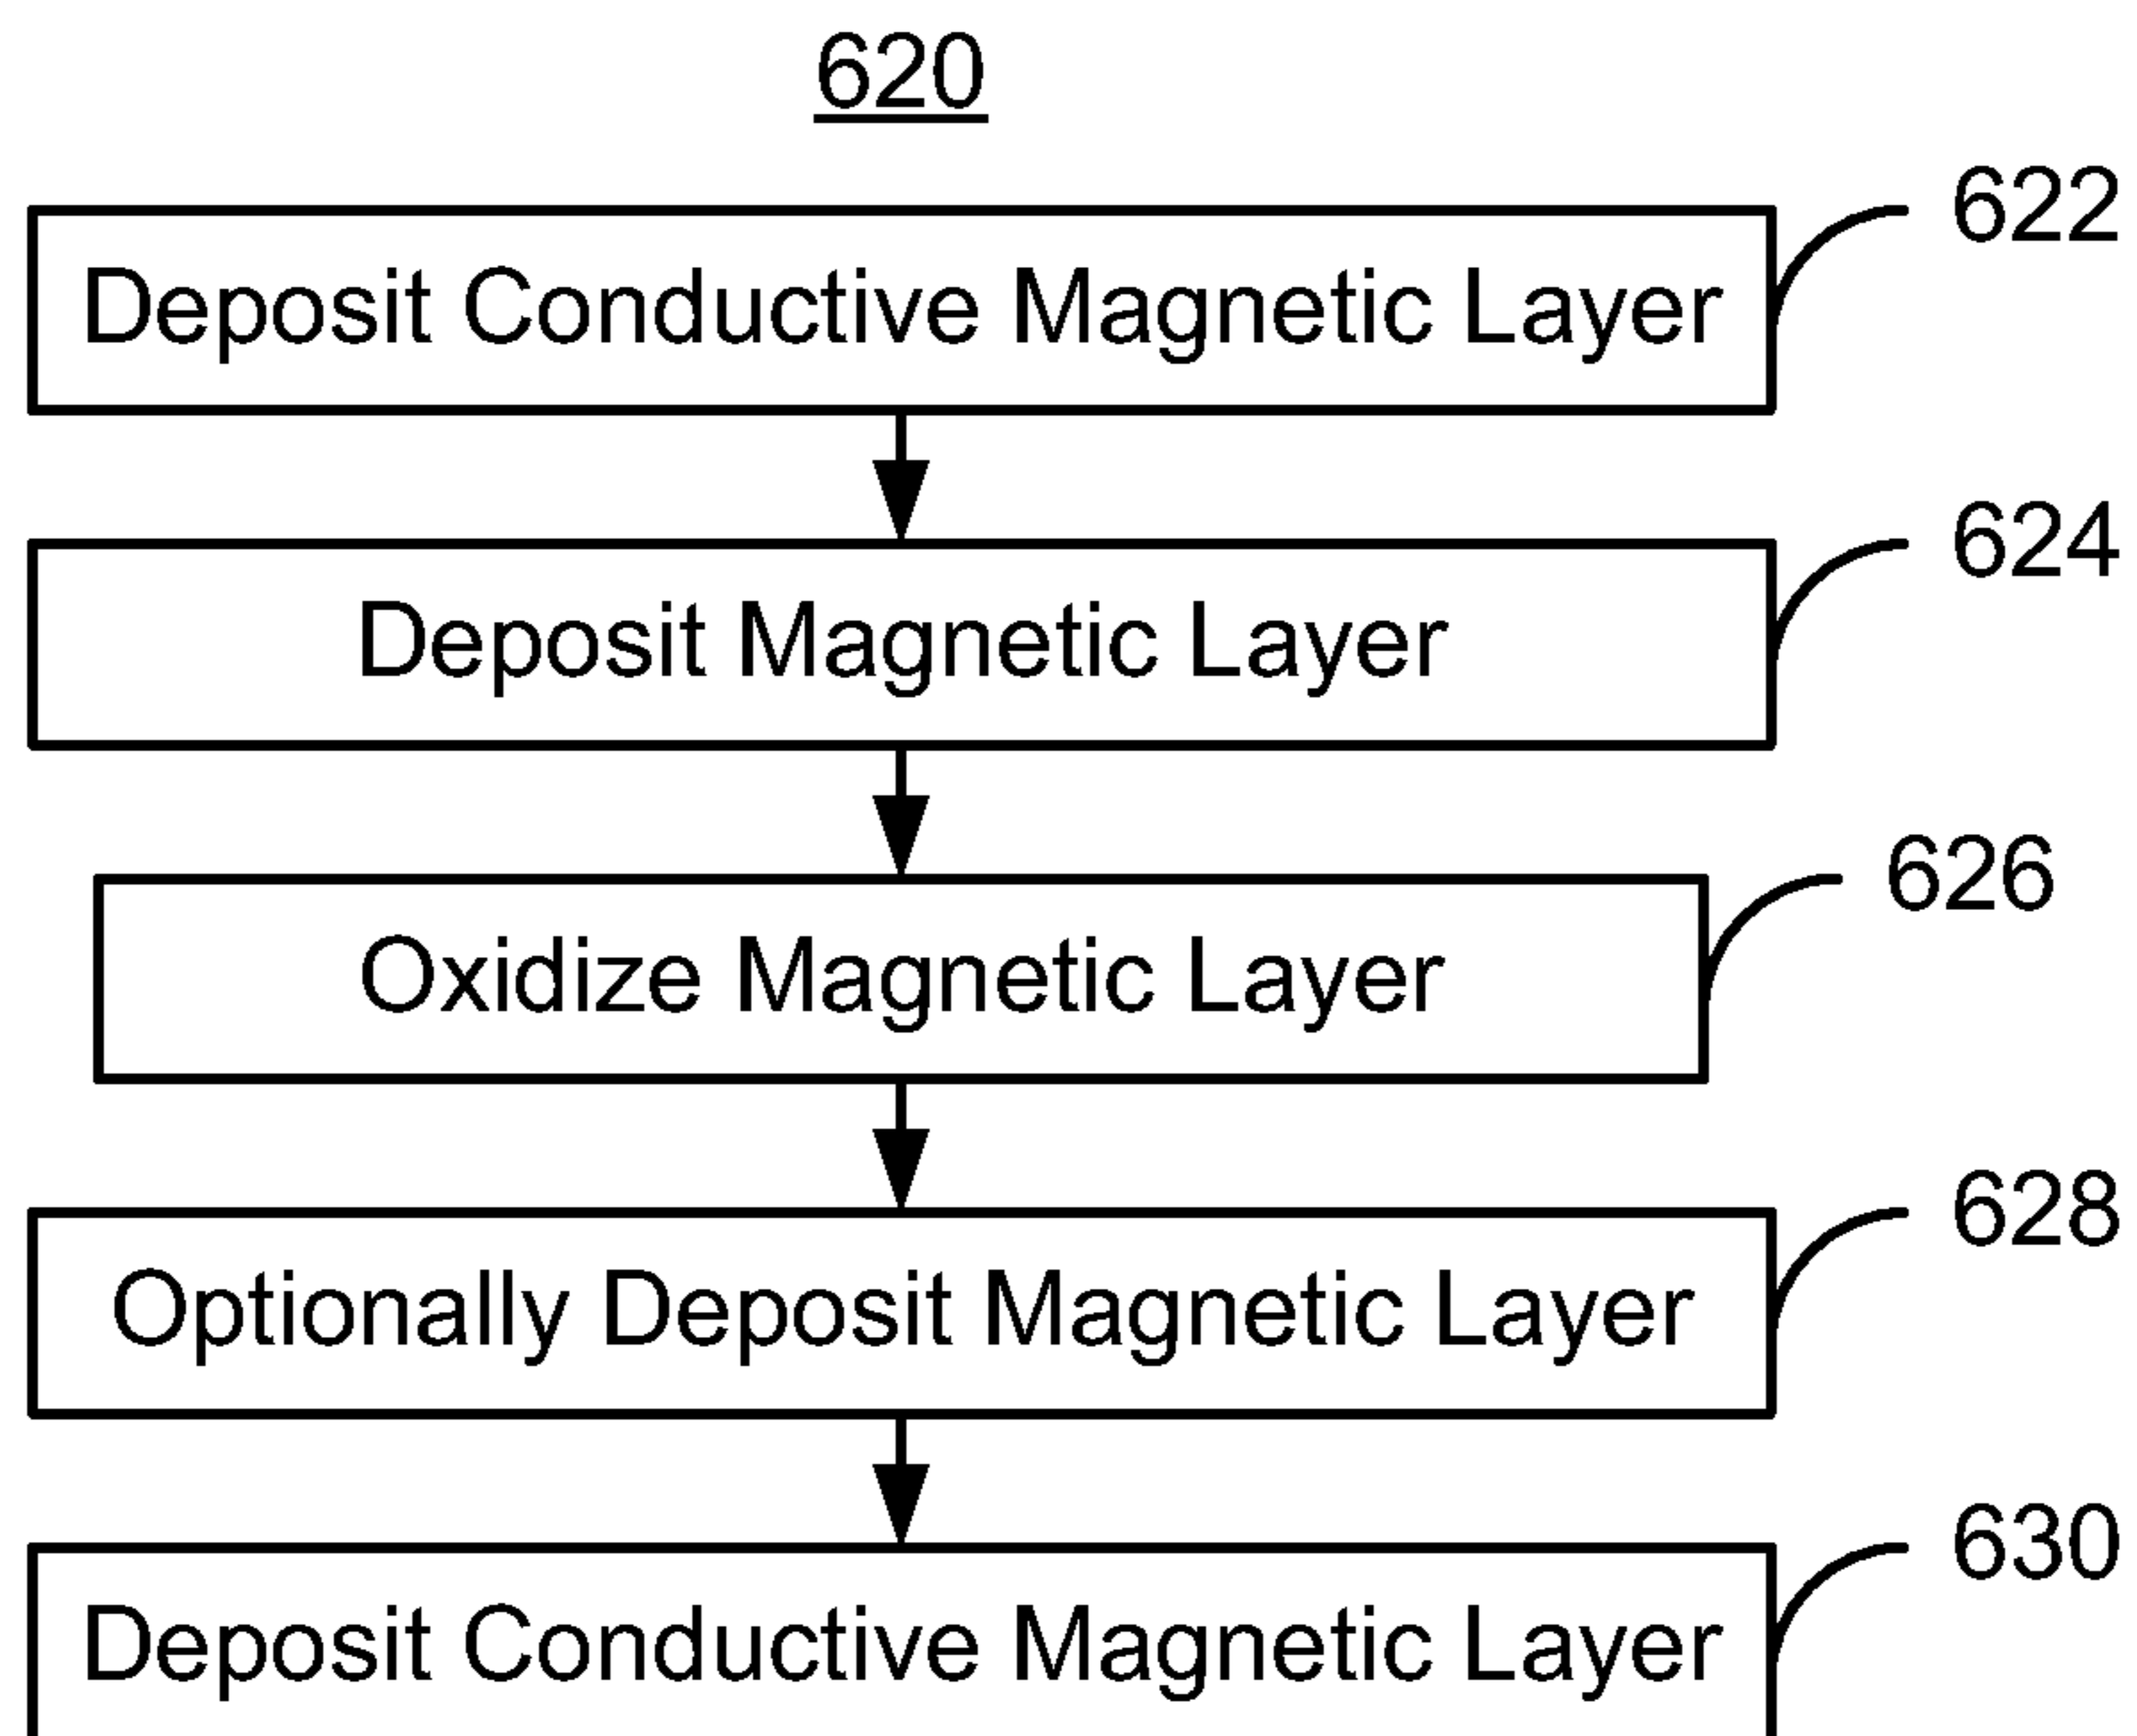 620
622
Deposit Conductive Magnetic Layer
624
Deposit Magnetic Layer
626
Oxidize Magnetic Layer
628
Optionally Deposit Magnetic Layer
630
Deposit Conductive Magnetic Layer